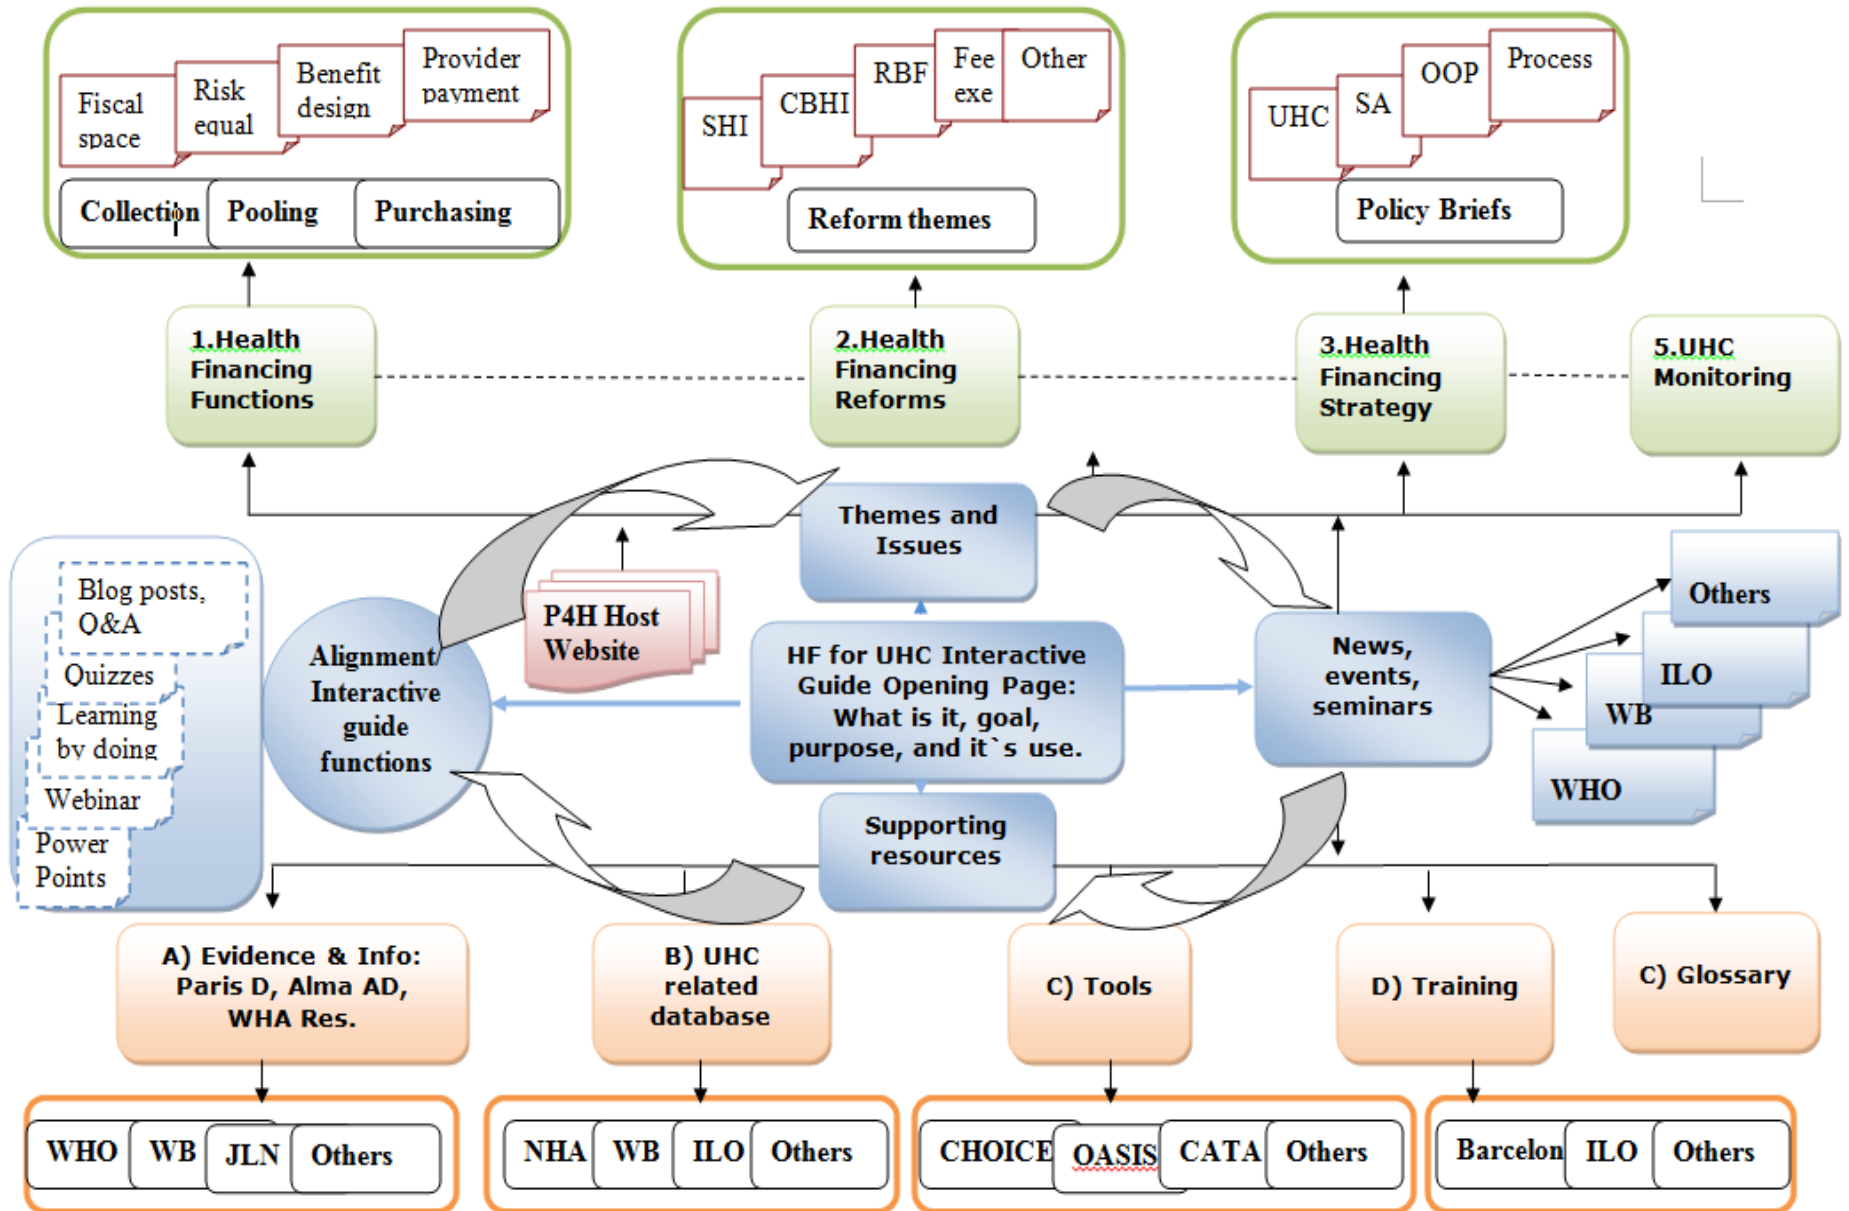 Fiscal
space
Risk
equal
Benefit
design
Provider
payment
Collection
Pooling
Purchasing
SHI
CBHI
RBF
Fee
exe
Other
Reform themes
UHC
SA
OOP
Process
Policy Briefs
1.Health
Financing
Functions
2.Health
Financing
Reforms
3.Health
Financing
Strategy
5.UHC
Monitoring
Themes and
Issues
Blog posts,
Q&A
Quizzes
Learning
by doing
Webinar
Power
Points
Alignment/
Interactive
guide
functions
P4H Host
Website
HF for UHC Interactive
Guide Opening Page:
What is it, goal,
purpose, and it`s use.
News,
events,
seminars
Others
ILO
WB
WHO
Supporting
resources
A) Evidence & Info:
Paris D, Alma AD,
WHA Res.
B) UHC
related
database
C) Tools
D) Training
C) Glossary
WHO
WB
JLN
Others
NHA
WB
ILO
Others
CHOICE
OASIS
CATA
Others
Barcelon
ILO
Others